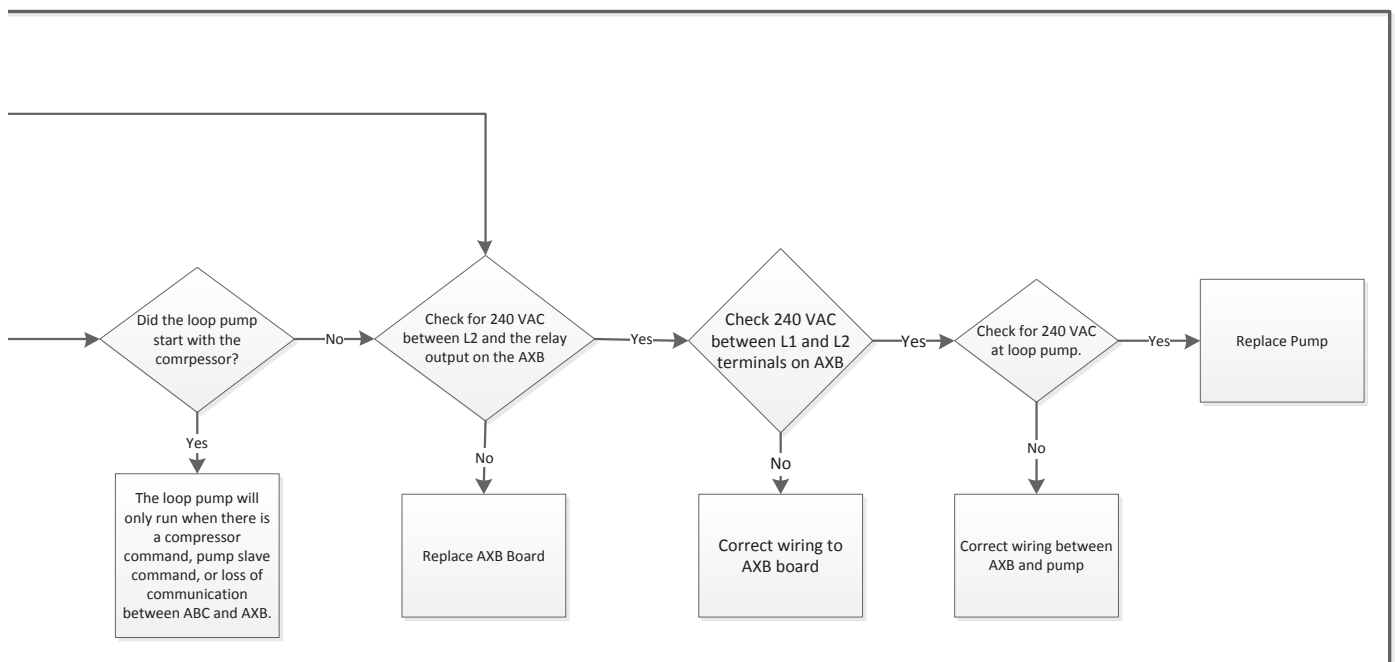 Did the loop pump
start with the
comrpessor?
No
Check for 240 VAC
between L2 and the relay
output on the AXB
Yes
Check 240 VAC
between L1 and L2
terminals on AXB
Yes
Check for 240 VAC
at loop pump.
Yes
Replace Pump
Yes
No
No
No
The loop pump will
only run when there is
a compressor
command, pump slave
command, or loss of
communication
between ABC and AXB.
Replace AXB Board
Correct wiring to
AXB board
Correct wiring between
AXB and pump